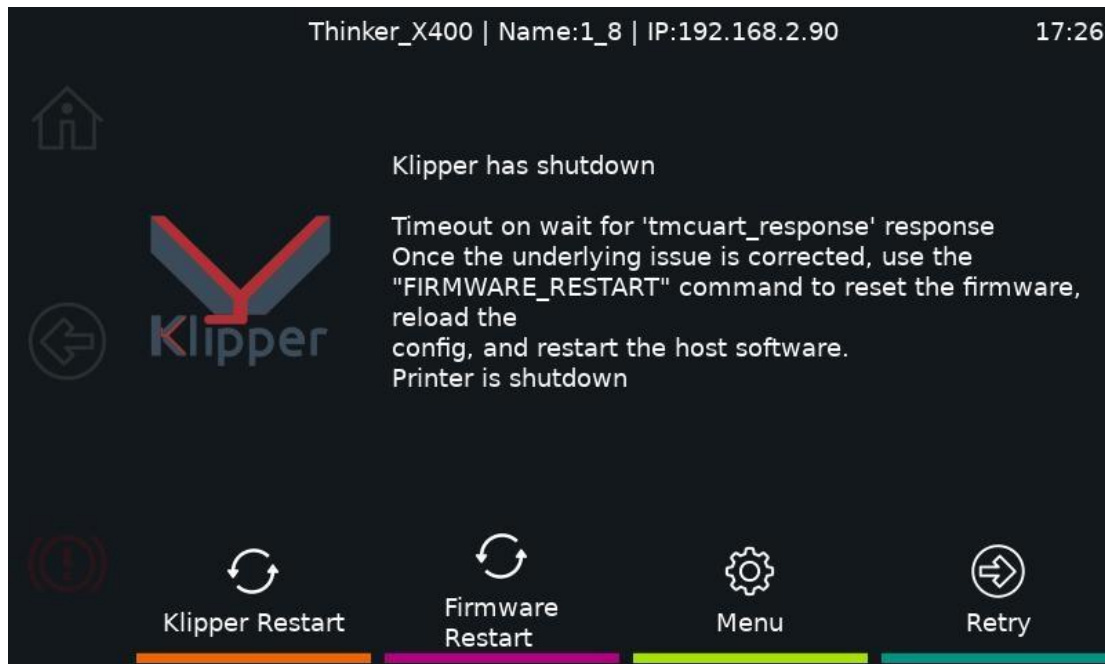 Thinker_X400 | Name:1_8 | IP:192.168.2.90 17:26
Klipper has shutdown
Timeout on wait for 'tmcuart_response' response
Once the underlying issue is corrected, use the
"FIRMWARE_RESTART" command to reset the firmware,
reload the
config, and restart the host software.
Printer is shutdown
Klipper
Klipper Restart
Firmware
Restart
Menu
Retry